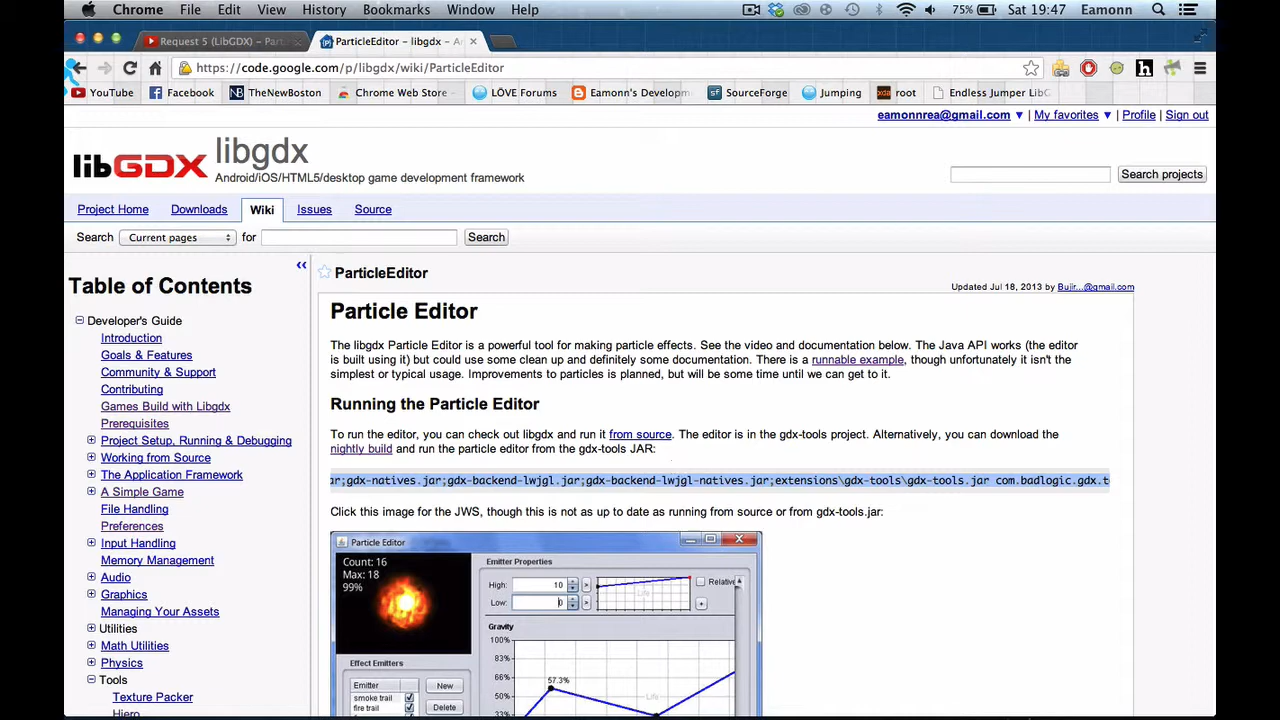 Chrome File Edit View History Bookmarks Window Help 75% Sat 19:47 Eamonn
Request 5 (LibGDX) – Part ParticleEditor – libgdx – A
https://code.google.com/p/libgdx/wiki/ParticleEditor
YouTube Facebook TheNewBoston Chrome Web Store LÖVE Forums Eamonn's Developm SourceForge Jumping root Endless Jumper LibG
eamonnrea@gmail.com ▼ | My favorites ▼ | Profile | Sign out
libGDX libgdx
Android/iOS/HTML5/desktop game development framework
Search projects
Project Home Downloads Wiki Issues Source
Search Current pages for Search
Table of Contents
Developer's Guide
Introduction
Goals & Features
Community & Support
Contributing
Games Build with Libgdx
Prerequisites
Project Setup, Running & Debugging
Working from Source
The Application Framework
A Simple Game
File Handling
Preferences
Input Handling
Memory Management
Audio
Graphics
Managing Your Assets
Utilities
Math Utilities
Physics
Tools
Texture Packer
Hiero
ParticleEditor
Updated Jul 18, 2013 by Bujir...@gmail.com
Particle Editor
The libgdx Particle Editor is a powerful tool for making particle effects. See the video and documentation below. The Java API works (the editor
is built using it) but could use some clean up and definitely some documentation. There is a runnable example, though unfortunately it isn't the
simplest or typical usage. Improvements to particles is planned, but will be some time until we can get to it.
Running the Particle Editor
To run the editor, you can check out libgdx and run it from source. The editor is in the gdx-tools project. Alternatively, you can download the
nightly build and run the particle editor from the gdx-tools JAR:
ar;gdx-natives.jar;gdx-backend-lwjgl.jar;gdx-backend-lwjgl-natives.jar;extensions\gdx-tools\gdx-tools.jar com.badlogic.gdx.t
Click this image for the JWS, though this is not as up to date as running from source or from gdx-tools.jar:
Particle Editor
Count: 16
Max: 18
99%
Emitter Properties
High: 10 > Relative
Low: 0 > +
Life
Gravity
100%
83%
66%
50%
33%
57.3%
Life
Effect Emitters
Emitter New
smoke trail
fire trail Delete